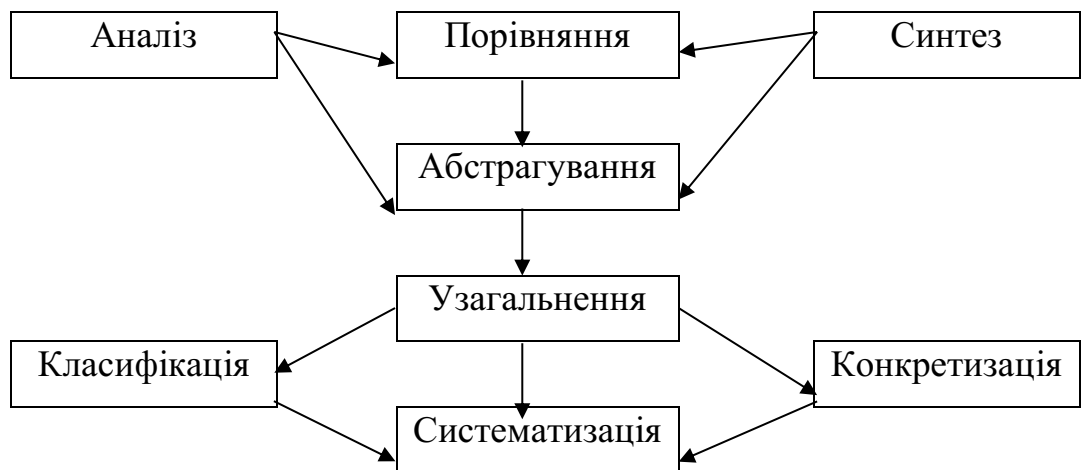 Аналіз
Порівняння
Синтез
Абстрагування
Узагальнення
Класифікація
Конкретизація
Систематизація